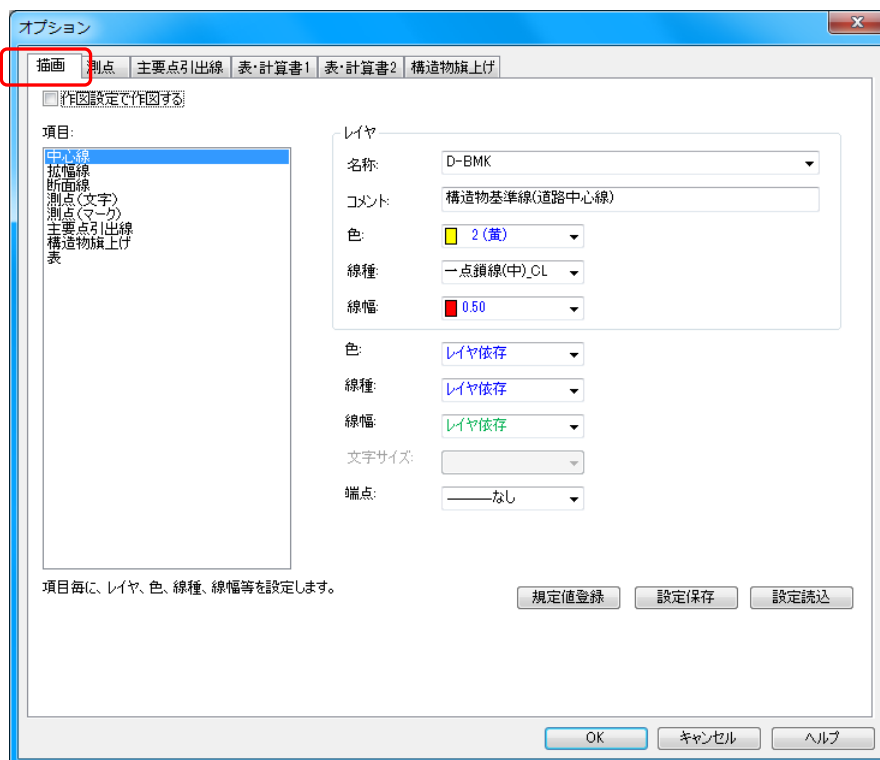 オプション
描画 測点 主要点引出線 表・計算書1 表・計算書2 構造物旗上げ
作図設定で作図する
項目:
中心線
拡幅線
断面線
測点(文字)
測点(マーク)
主要点引出線
構造物旗上げ
表
レイヤ
名称: D-BMK
コメント: 構造物基準線(道路中心線)
色: 2 (黄)
線種: 一点鎖線(中)_CL
線幅: 0.50
色: レイヤ依存
線種: レイヤ依存
線幅: レイヤ依存
文字サイズ:
端点: ―――なし
項目毎に、レイヤ、色、線種、線幅等を設定します。
規定値登録 設定保存 設定読込
OK キャンセル ヘルプ